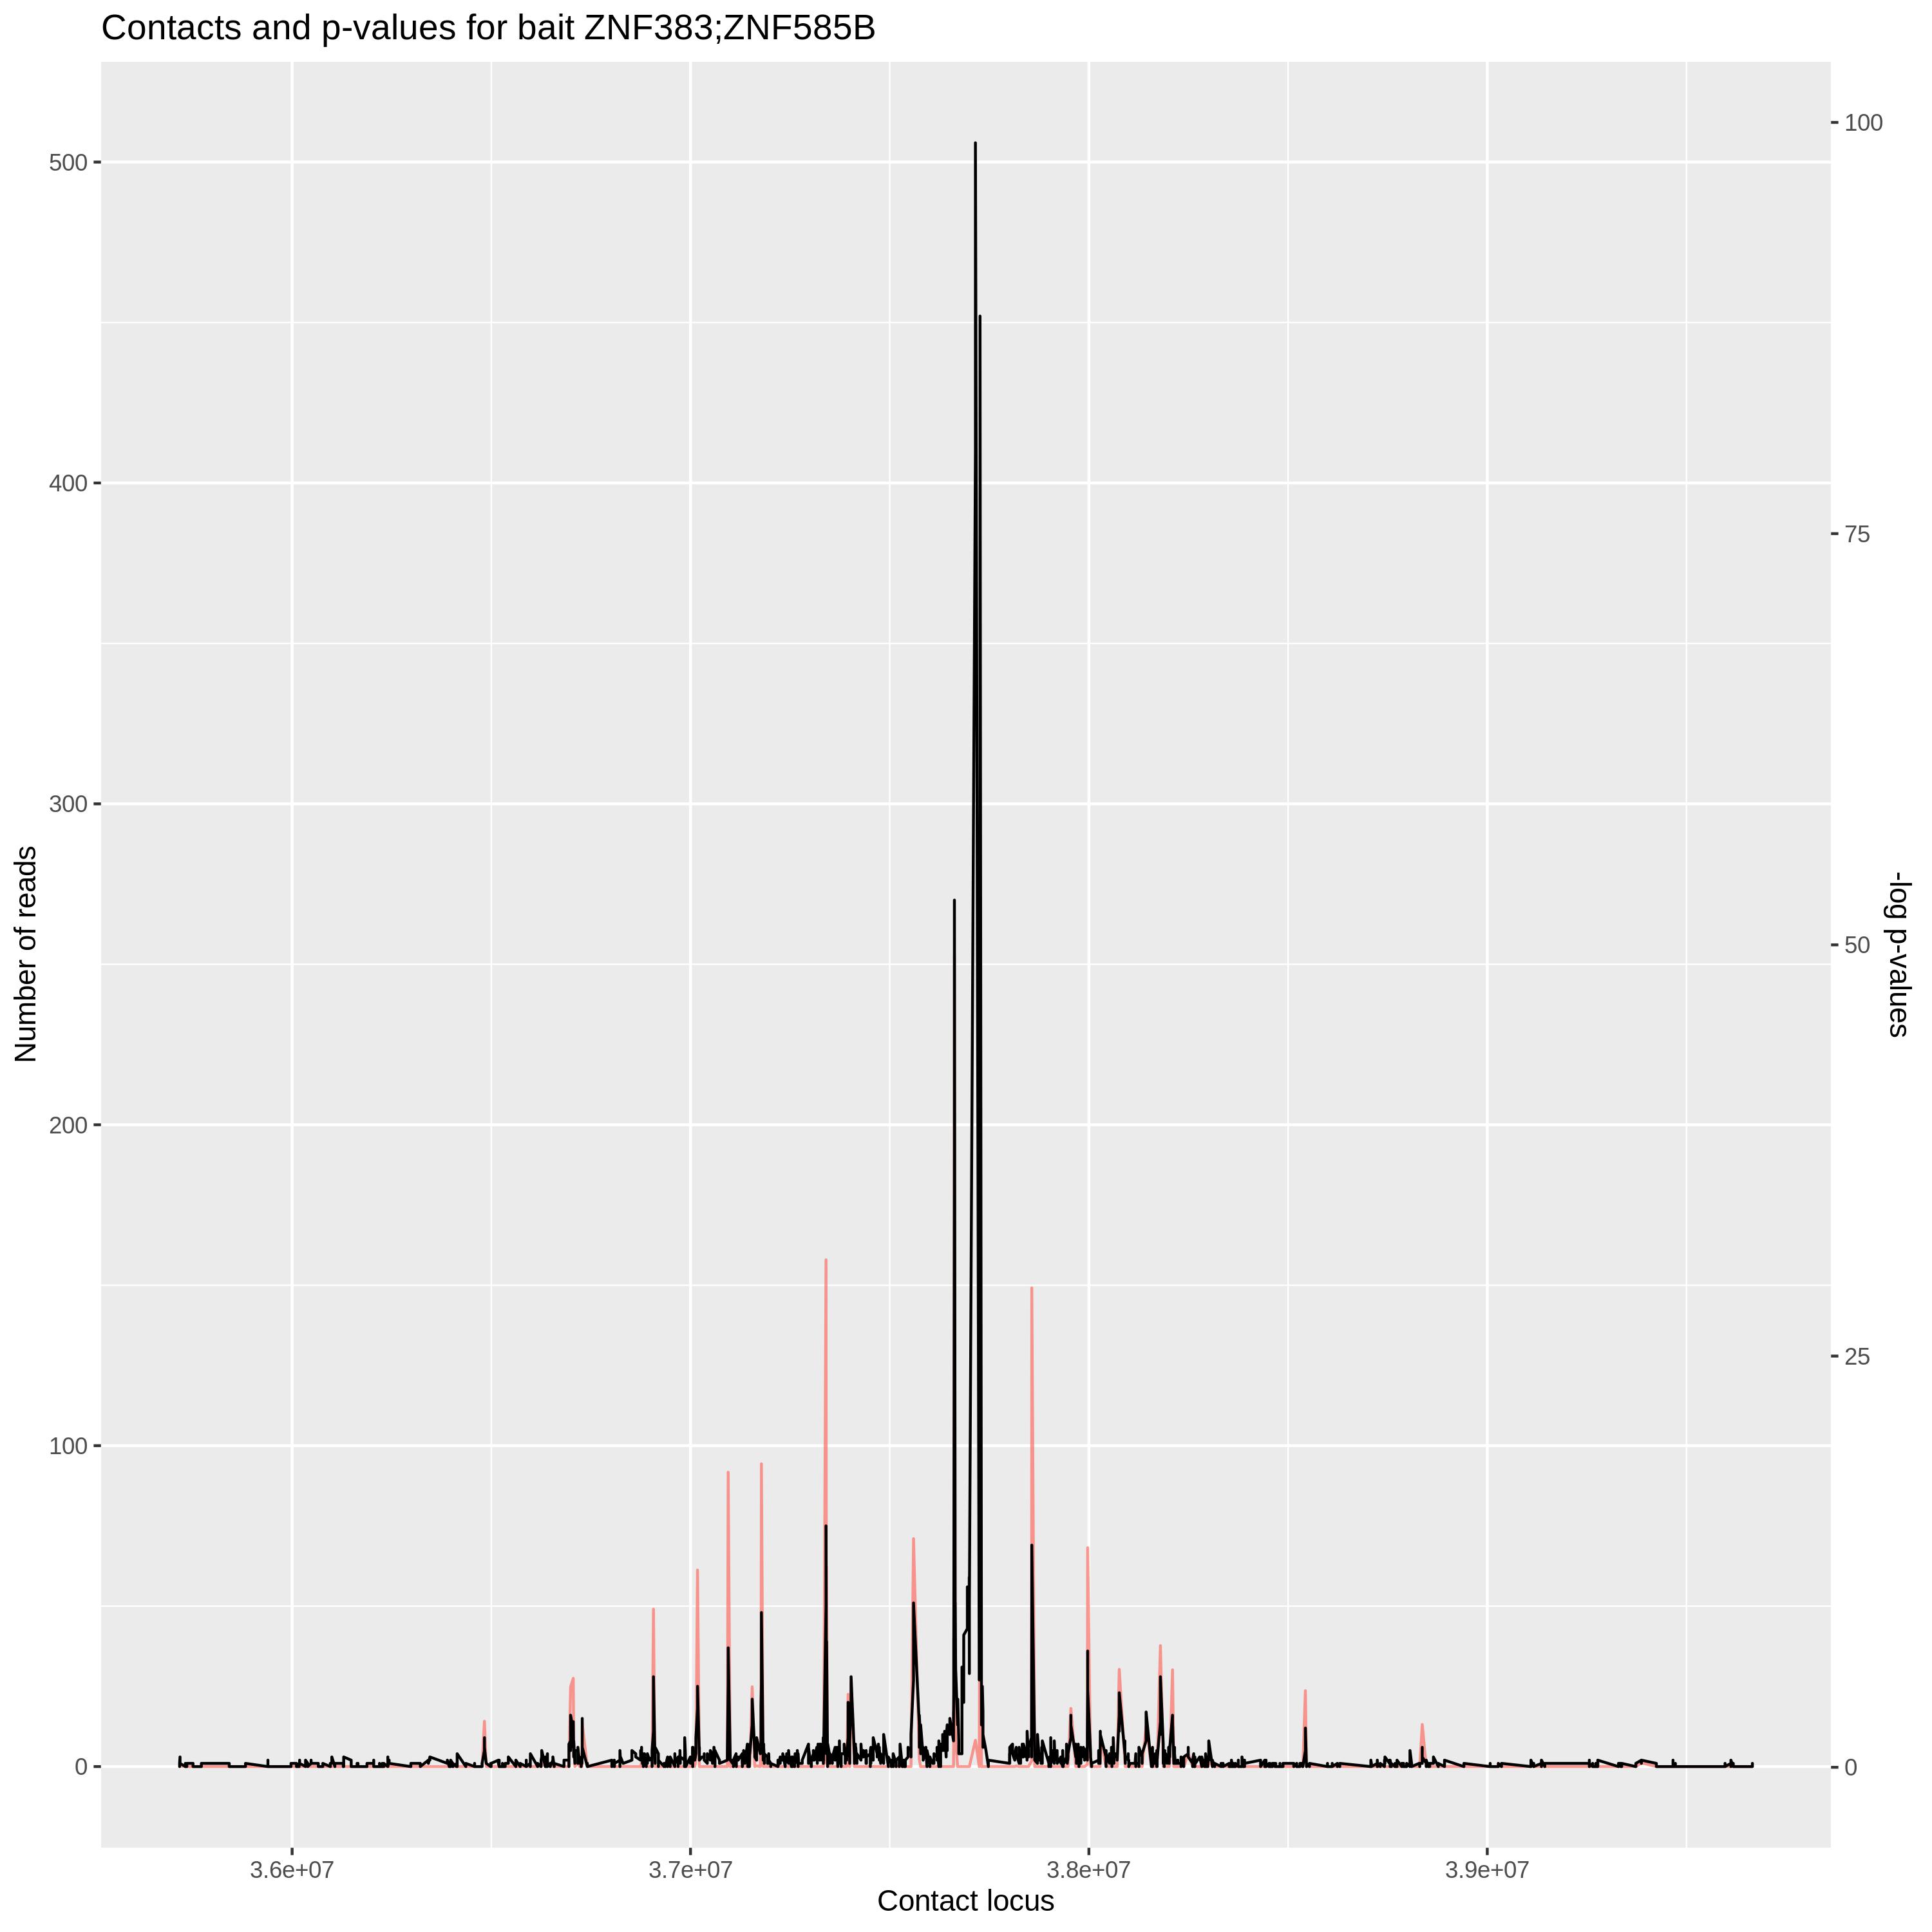 Contacts and p-values for bait ZNF383;ZNF585B
Number of reads
500
400
300
200
100
0
100
75
50
25
0
-log p-values
3.6e+07
3.7e+07
3.8e+07
3.9e+07
Contact locus